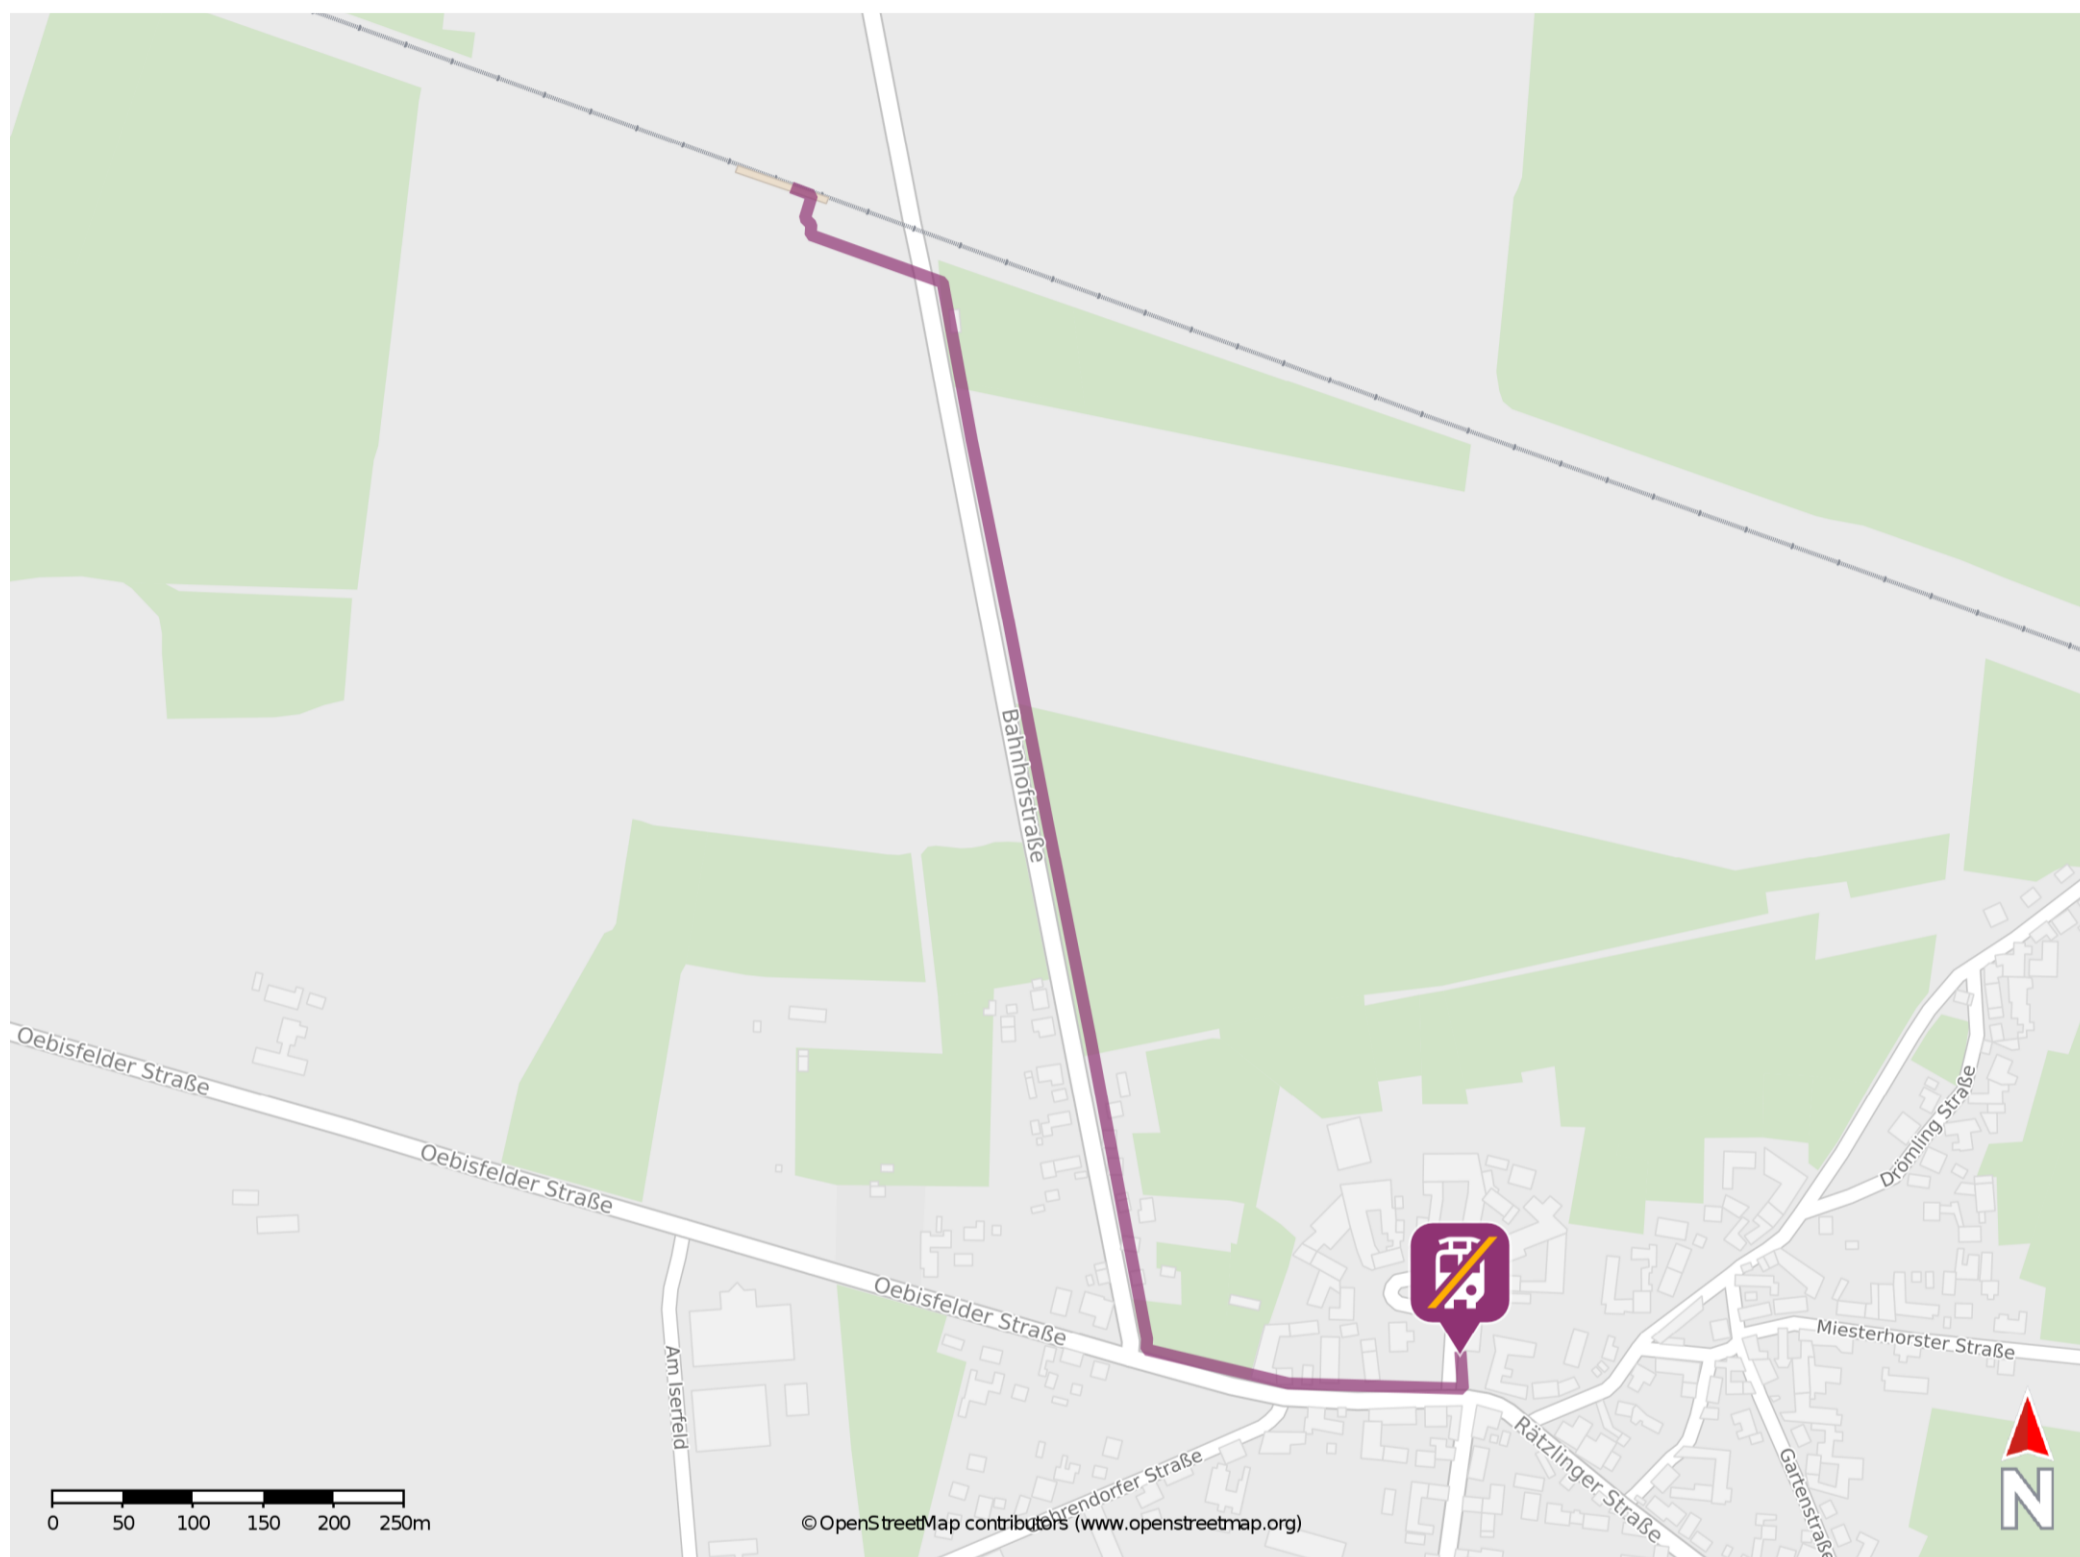 Bahnhofstraße
Oebisfelder Straße
Oebisfelder Straße
Oebisfelder Straße
Drömling Straße
Miesterhorster Straße
Am Iserfeld
Rätzlinger Straße
Gartenstraße
Straße
0 50 100 150 200 250m
©OpenStreetMap contributors (www.openstreetmap.org)
N